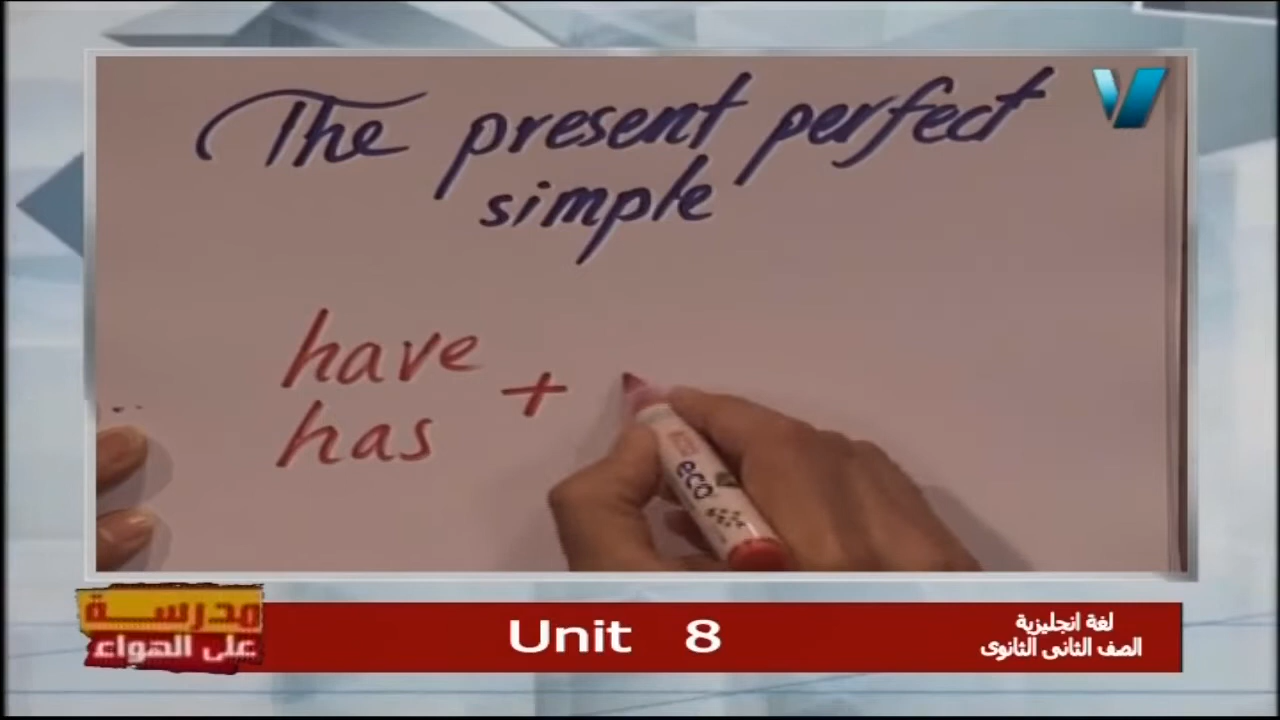 The present perfect
simple
have
has
+
eco
مدرسة
على الهواء
Unit 8
لغة انجليزية
الصف الثانى الثانوى